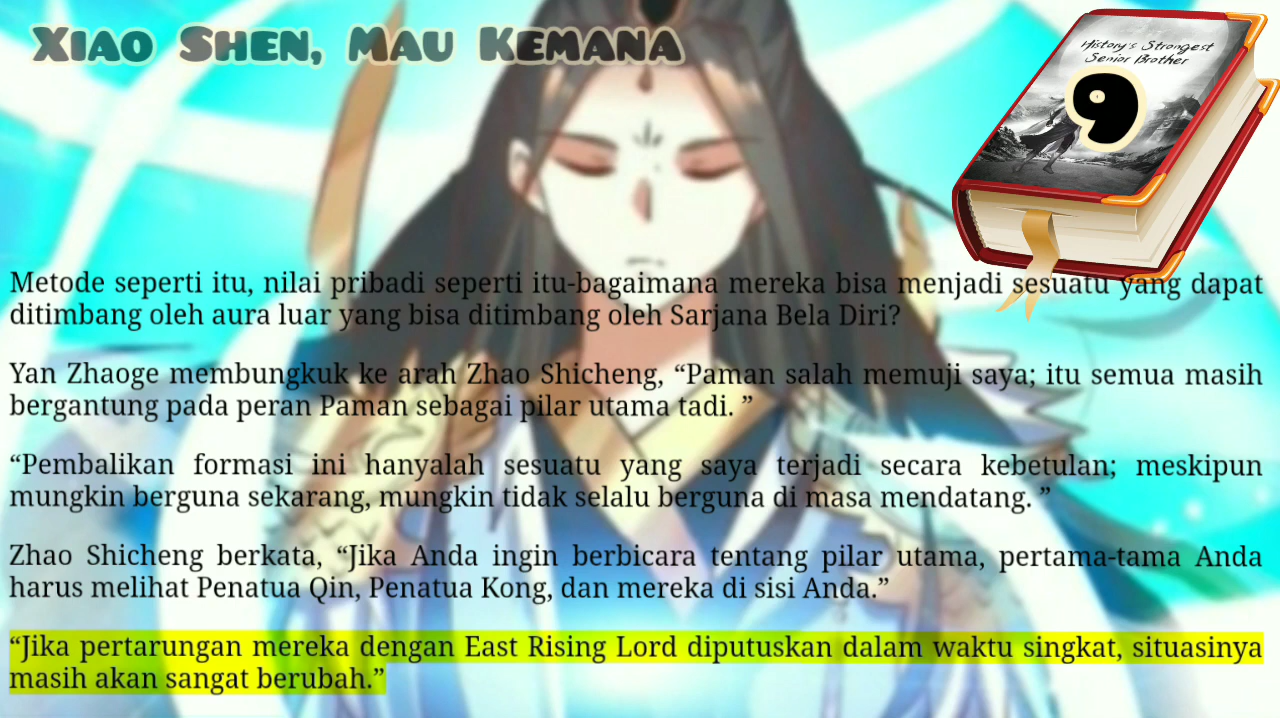 Xiao Shen, Mau Kemana
History's Strongest
Senior Brother
9
Metode seperti itu, nilai pribadi seperti itu-bagaimana mereka bisa menjadi sesuatu yang dapat
ditimbang oleh aura luar yang bisa ditimbang oleh Sarjana Bela Diri?
Yan Zhaoge membungkuk ke arah Zhao Shicheng, “Paman salah memuji saya; itu semua masih
bergantung pada peran Paman sebagai pilar utama tadi. ”
“Pembalikan formasi ini hanyalah sesuatu yang saya terjadi secara kebetulan; meskipun
mungkin berguna sekarang, mungkin tidak selalu berguna di masa mendatang. ”
Zhao Shicheng berkata, “Jika Anda ingin berbicara tentang pilar utama, pertama-tama Anda
harus melihat Penatua Qin, Penatua Kong, dan mereka di sisi Anda.”
“Jika pertarungan mereka dengan East Rising Lord diputuskan dalam waktu singkat, situasinya
masih akan sangat berubah.”